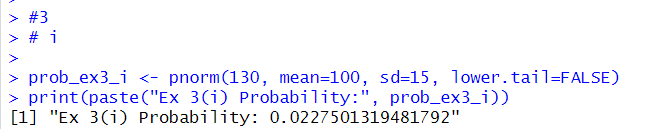 >
> #3
> # i
>
> prob_ex3_i <- pnorm(130, mean=100, sd=15, lower.tail=FALSE)
> print(paste("Ex 3(i) Probability:", prob_ex3_i))
[1] "Ex 3(i) Probability: 0.0227501319481792"